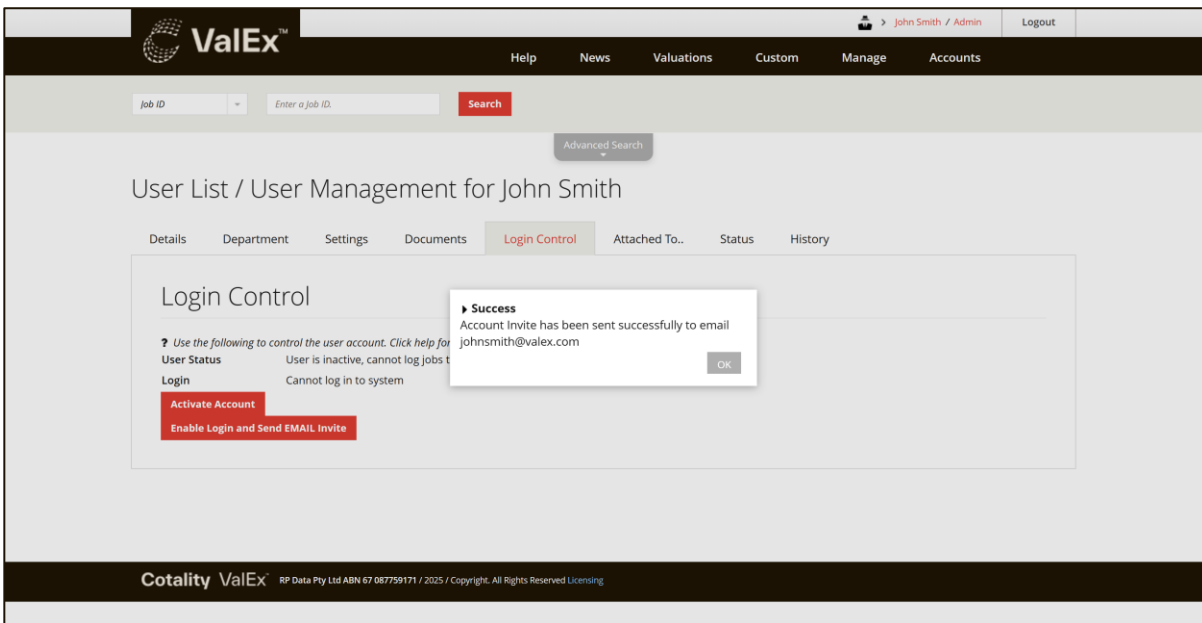 ValEx™
> John Smith / Admin
Logout
Help
News
Valuations
Custom
Manage
Accounts
Job ID
Enter a Job ID.
Search
Advanced Search
User List / User Management for John Smith
Details
Department
Settings
Documents
Login Control
Attached To..
Status
History
Login Control
? Use the following to control the user account. Click help for
User Status
User is inactive, cannot log jobs t
Login
Cannot log in to system
Activate Account
Enable Login and Send EMAIL Invite
Success
Account Invite has been sent successfully to email
johnsmith@valex.com
OK
Cotality ValEx™ RP Data Pty Ltd ABN 67 087759171 / 2025 / Copyright. All Rights Reserved Licensing